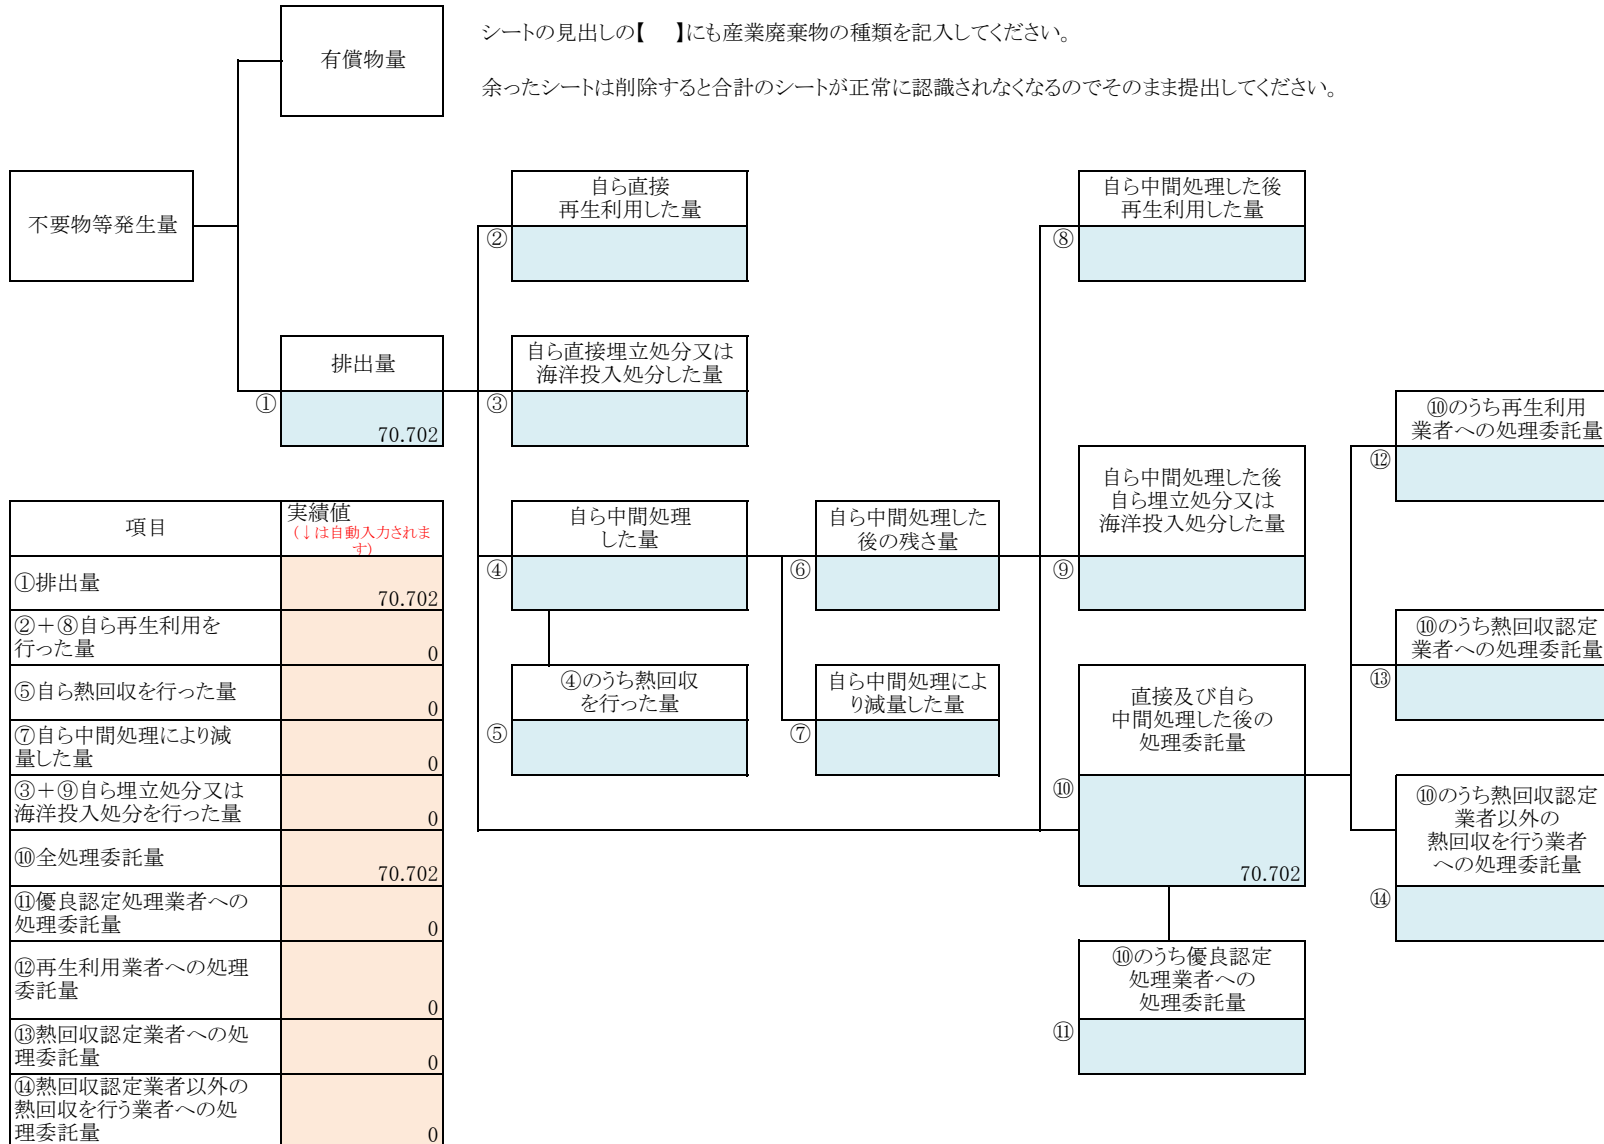 有償物量
シートの見出しの【　】にも産業廃棄物の種類を記入してください。
余ったシートは削除すると合計のシートが正常に認識されなくなるのでそのまま提出してください。
不要物等発生量
自ら直接
再生利用した量
②
自ら中間処理した後
再生利用した量
⑧
排出量
①
70.702
自ら直接埋立処分又は
海洋投入処分した量
③
⑩のうち再生利用
業者への処理委託量
⑫
自ら中間処理
した量
④
自ら中間処理した
後の残さ量
⑥
自ら中間処理した後
自ら埋立処分又は
海洋投入処分した量
⑨
⑩のうち熱回収認定
業者への処理委託量
⑬
④のうち熱回収
を行った量
⑤
自ら中間処理によ
り減量した量
⑦
直接及び自ら
中間処理した後の
処理委託量
⑩
70.702
⑩のうち熱回収認定
業者以外の
熱回収を行う業者
への処理委託量
⑭
⑩のうち優良認定
処理業者への
処理委託量
⑪
項目
実績値
(↓は自動入力されま
す)
①排出量
70.702
②＋⑧自ら再生利用を
行った量
0
⑤自ら熱回収を行った量
0
⑦自ら中間処理により減
量した量
0
③＋⑨自ら埋立処分又は
海洋投入処分を行った量
0
⑩全処理委託量
70.702
⑪優良認定処理業者への
処理委託量
0
⑫再生利用業者への処理
委託量
0
⑬熱回収認定業者への処
理委託量
0
⑭熱回収認定業者以外の
熱回収を行う業者への処
理委託量
0